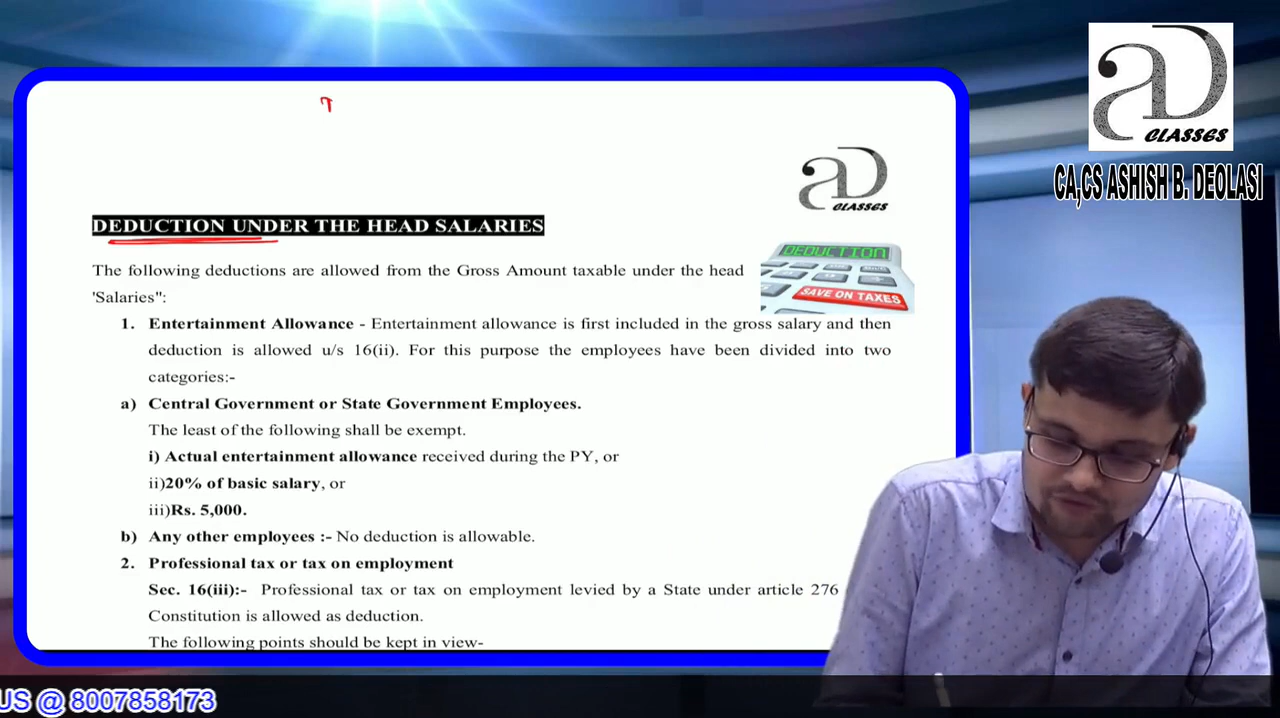 aD
CLASSES
CA,CS ASHISH B. DEOLASI
aD
CLASSES
DEDUCTION UNDER THE HEAD SALARIES
DEDUCTION
SAVE ON TAXES
The following deductions are allowed from the Gross Amount taxable under the head
'Salaries":
1. Entertainment Allowance - Entertainment allowance is first included in the gross salary and then
deduction is allowed u/s 16(ii). For this purpose the employees have been divided into two
categories:-
a) Central Government or State Government Employees.
The least of the following shall be exempt.
i) Actual entertainment allowance received during the PY, or
ii)20% of basic salary, or
iii)Rs. 5,000.
b) Any other employees :- No deduction is allowable.
2. Professional tax or tax on employment
Sec. 16(iii):- Professional tax or tax on employment levied by a State under article 276
Constitution is allowed as deduction.
The following points should be kept in view-
US @ 8007858173